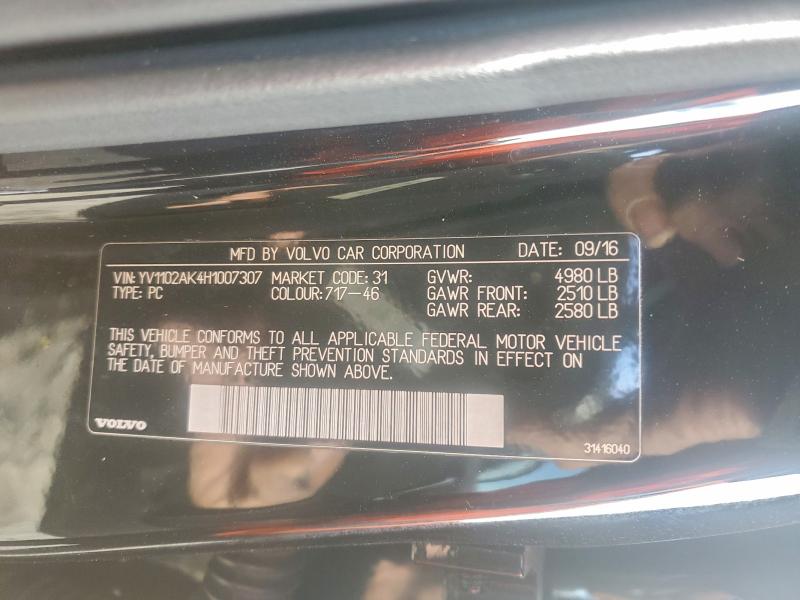 MFD BY VOLVO CAR CORPORATION DATE: 09/16
VIN: YV1102AK4H1007307 MARKET CODE: 31 GVWR: 4980 LB
TYPE: PC COLOUR: 717-46 GAWR FRONT: 2510 LB
GAWR REAR: 2580 LB
THIS VEHICLE CONFORMS TO ALL APPLICABLE FEDERAL MOTOR VEHICLE
SAFETY, BUMPER AND THEFT PREVENTION STANDARDS IN EFFECT ON
THE DATE OF MANUFACTURE SHOWN ABOVE.
VOLVO 31416040